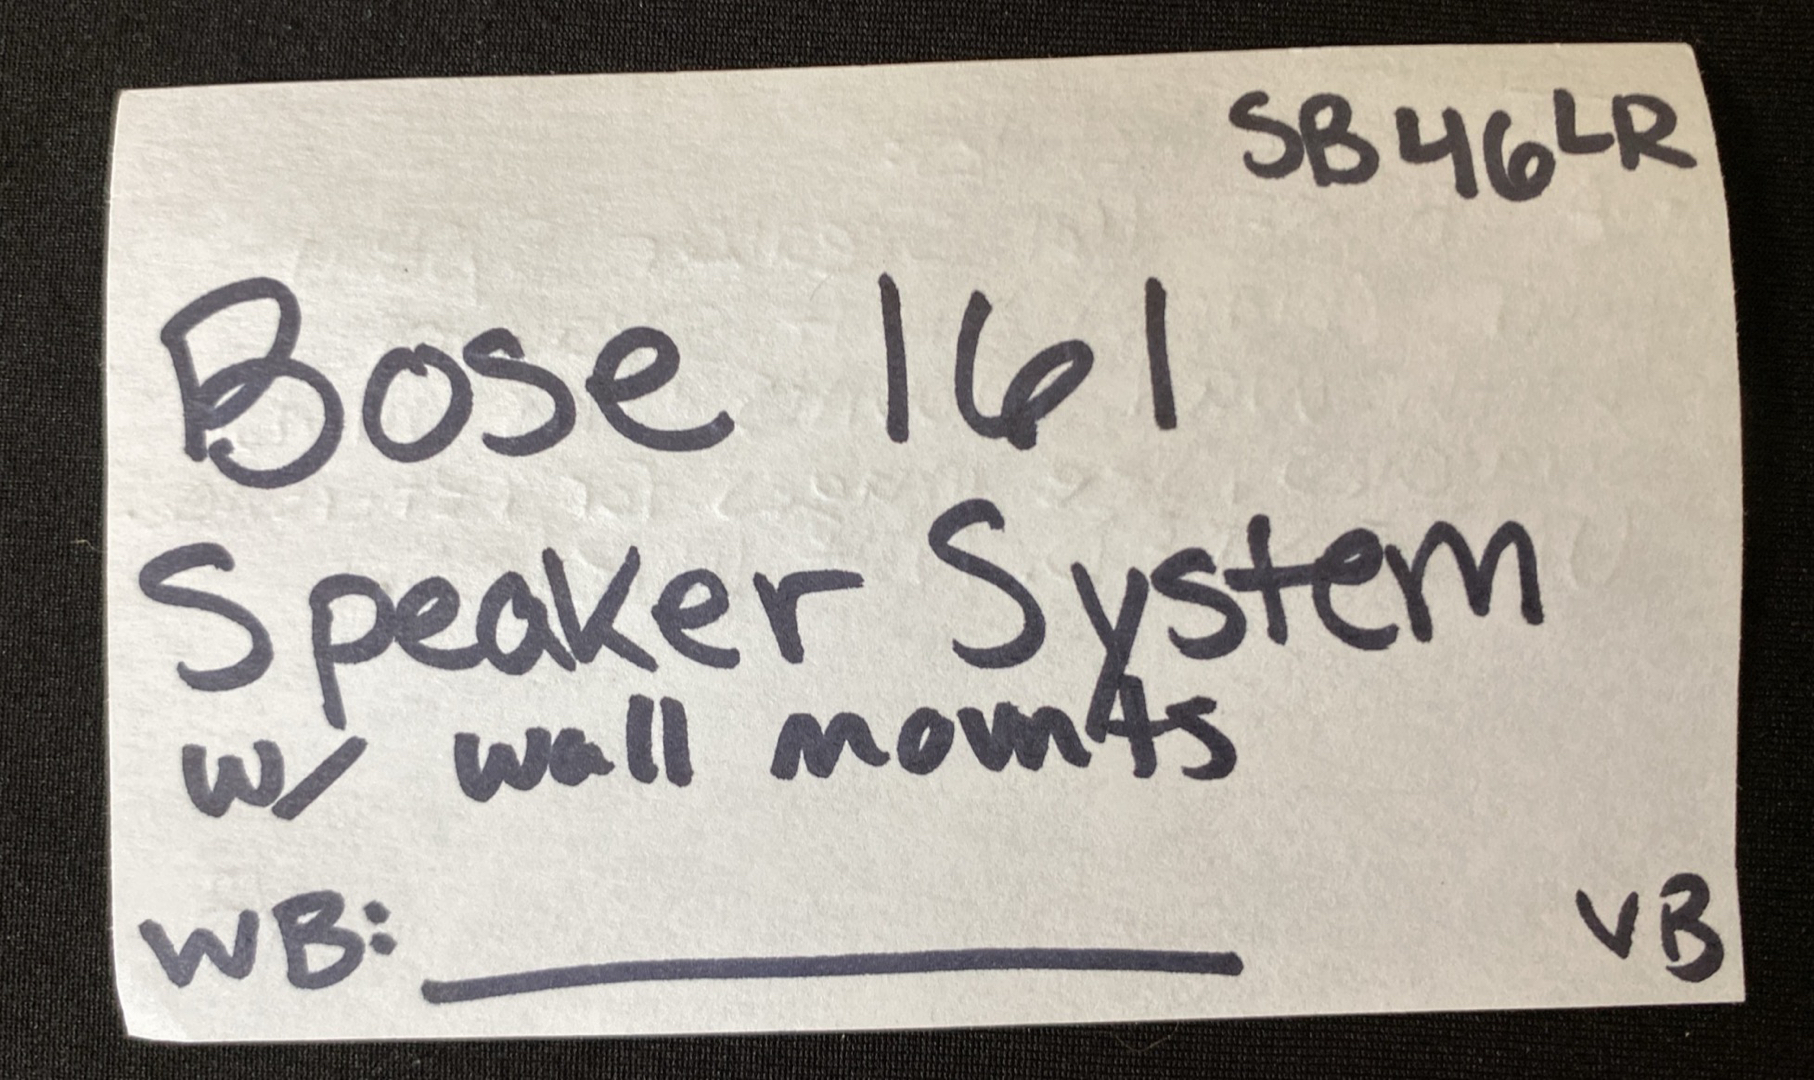 SB46LR
Bose 161
Speaker System
w/ wall mounts
WB: VB